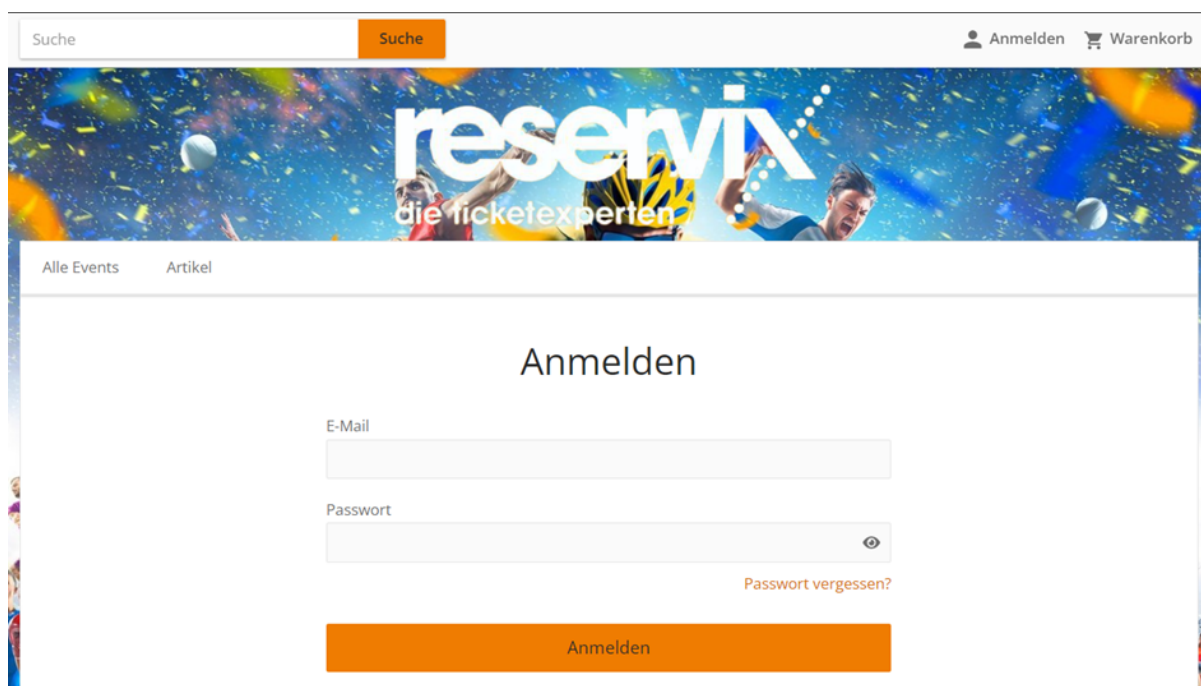 Suche Suche Anmelden Warenkorb
reservix
die ticketexperten
Alle Events Artikel
Anmelden
E-Mail
Passwort
Passwort vergessen?
Anmelden